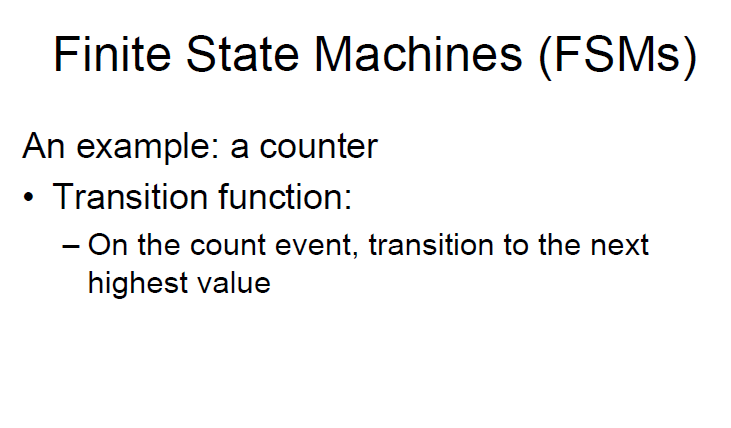 Finite State Machines (FSMs)
An example: a counter
• Transition function:
– On the count event, transition to the next
highest value